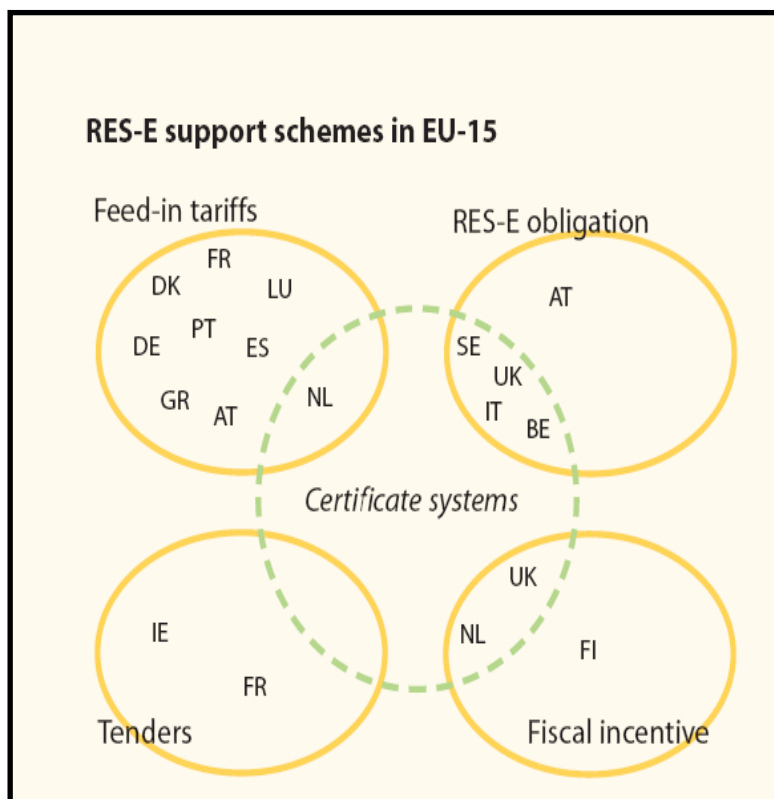 RES-E support schemes in EU-15
Feed-in tariffs
RES-E obligation
FR
DK
LU
PT
DE
ES
GR
AT
NL
AT
SE
UK
IT
BE
Certificate systems
IE
FR
Tenders
UK
NL
FI
Fiscal incentive